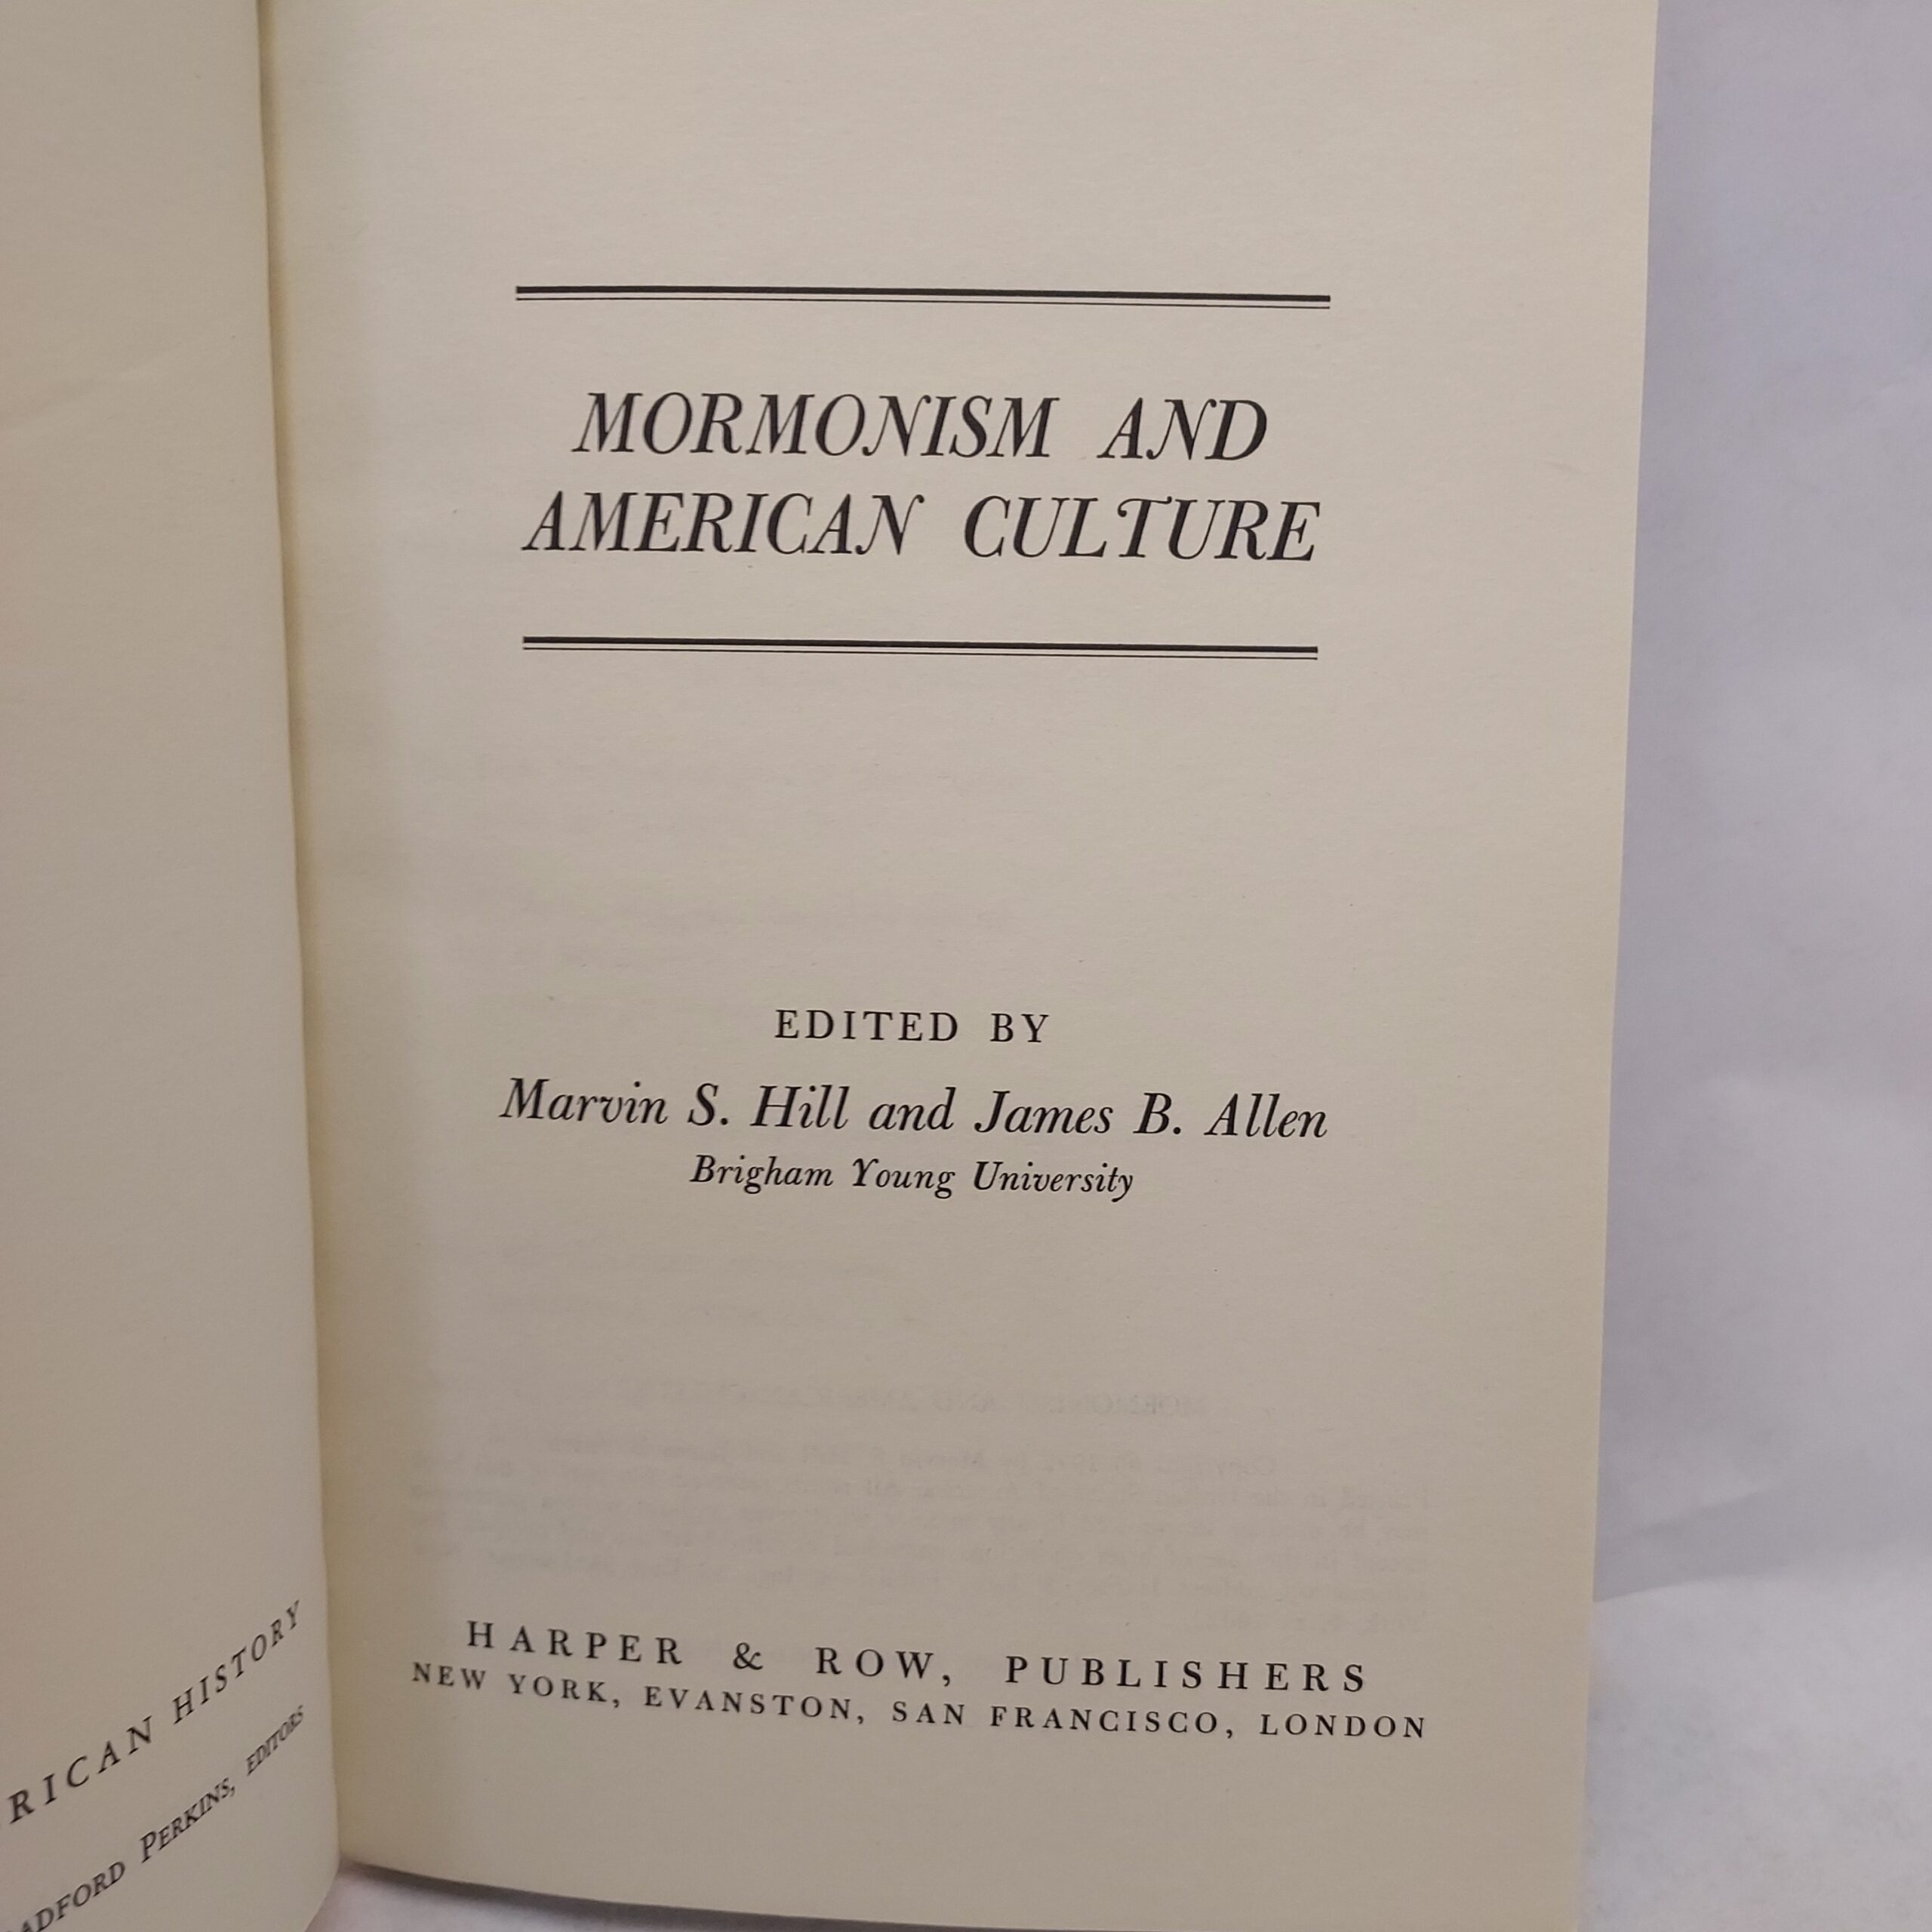 RICAN HISTORY
ADFORD PERKINS, EDITORS
MORMONISM AND
AMERICAN CULTURE
EDITED BY
Marvin S. Hill and James B. Allen
Brigham Young University
HARPER & ROW, PUBLISHERS
NEW YORK, EVANSTON, SAN FRANCISCO, LONDON